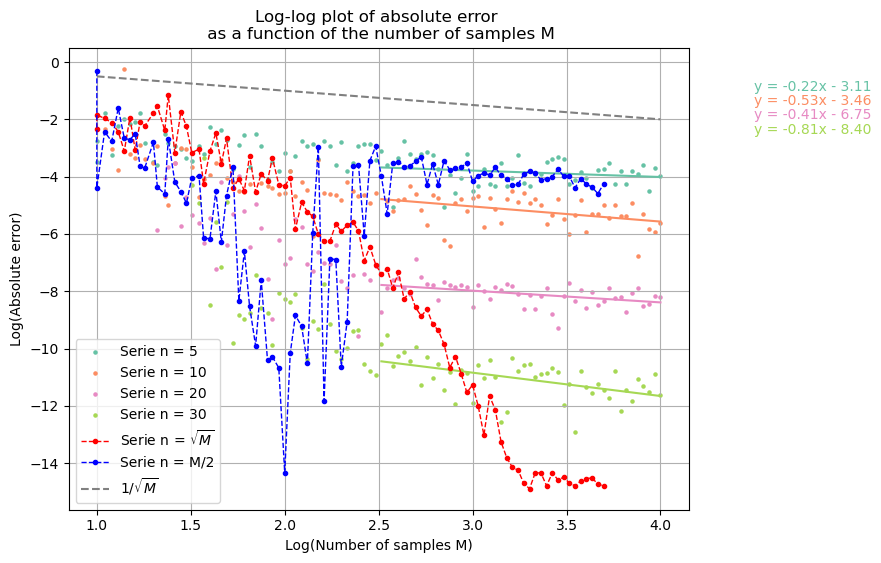 Log-log plot of absolute error
as a function of the number of samples M
y = -0.22x - 3.11
y = -0.53x - 3.46
y = -0.41x - 6.75
y = -0.81x - 8.40
Log(Absolute error)
0
−2
−4
−6
−8
−10
−12
−14
Serie n = 5
Serie n = 10
Serie n = 20
Serie n = 30
Serie n = √M
Serie n = M/2
1/√M
1.0 1.5 2.0 2.5 3.0 3.5 4.0
Log(Number of samples M)